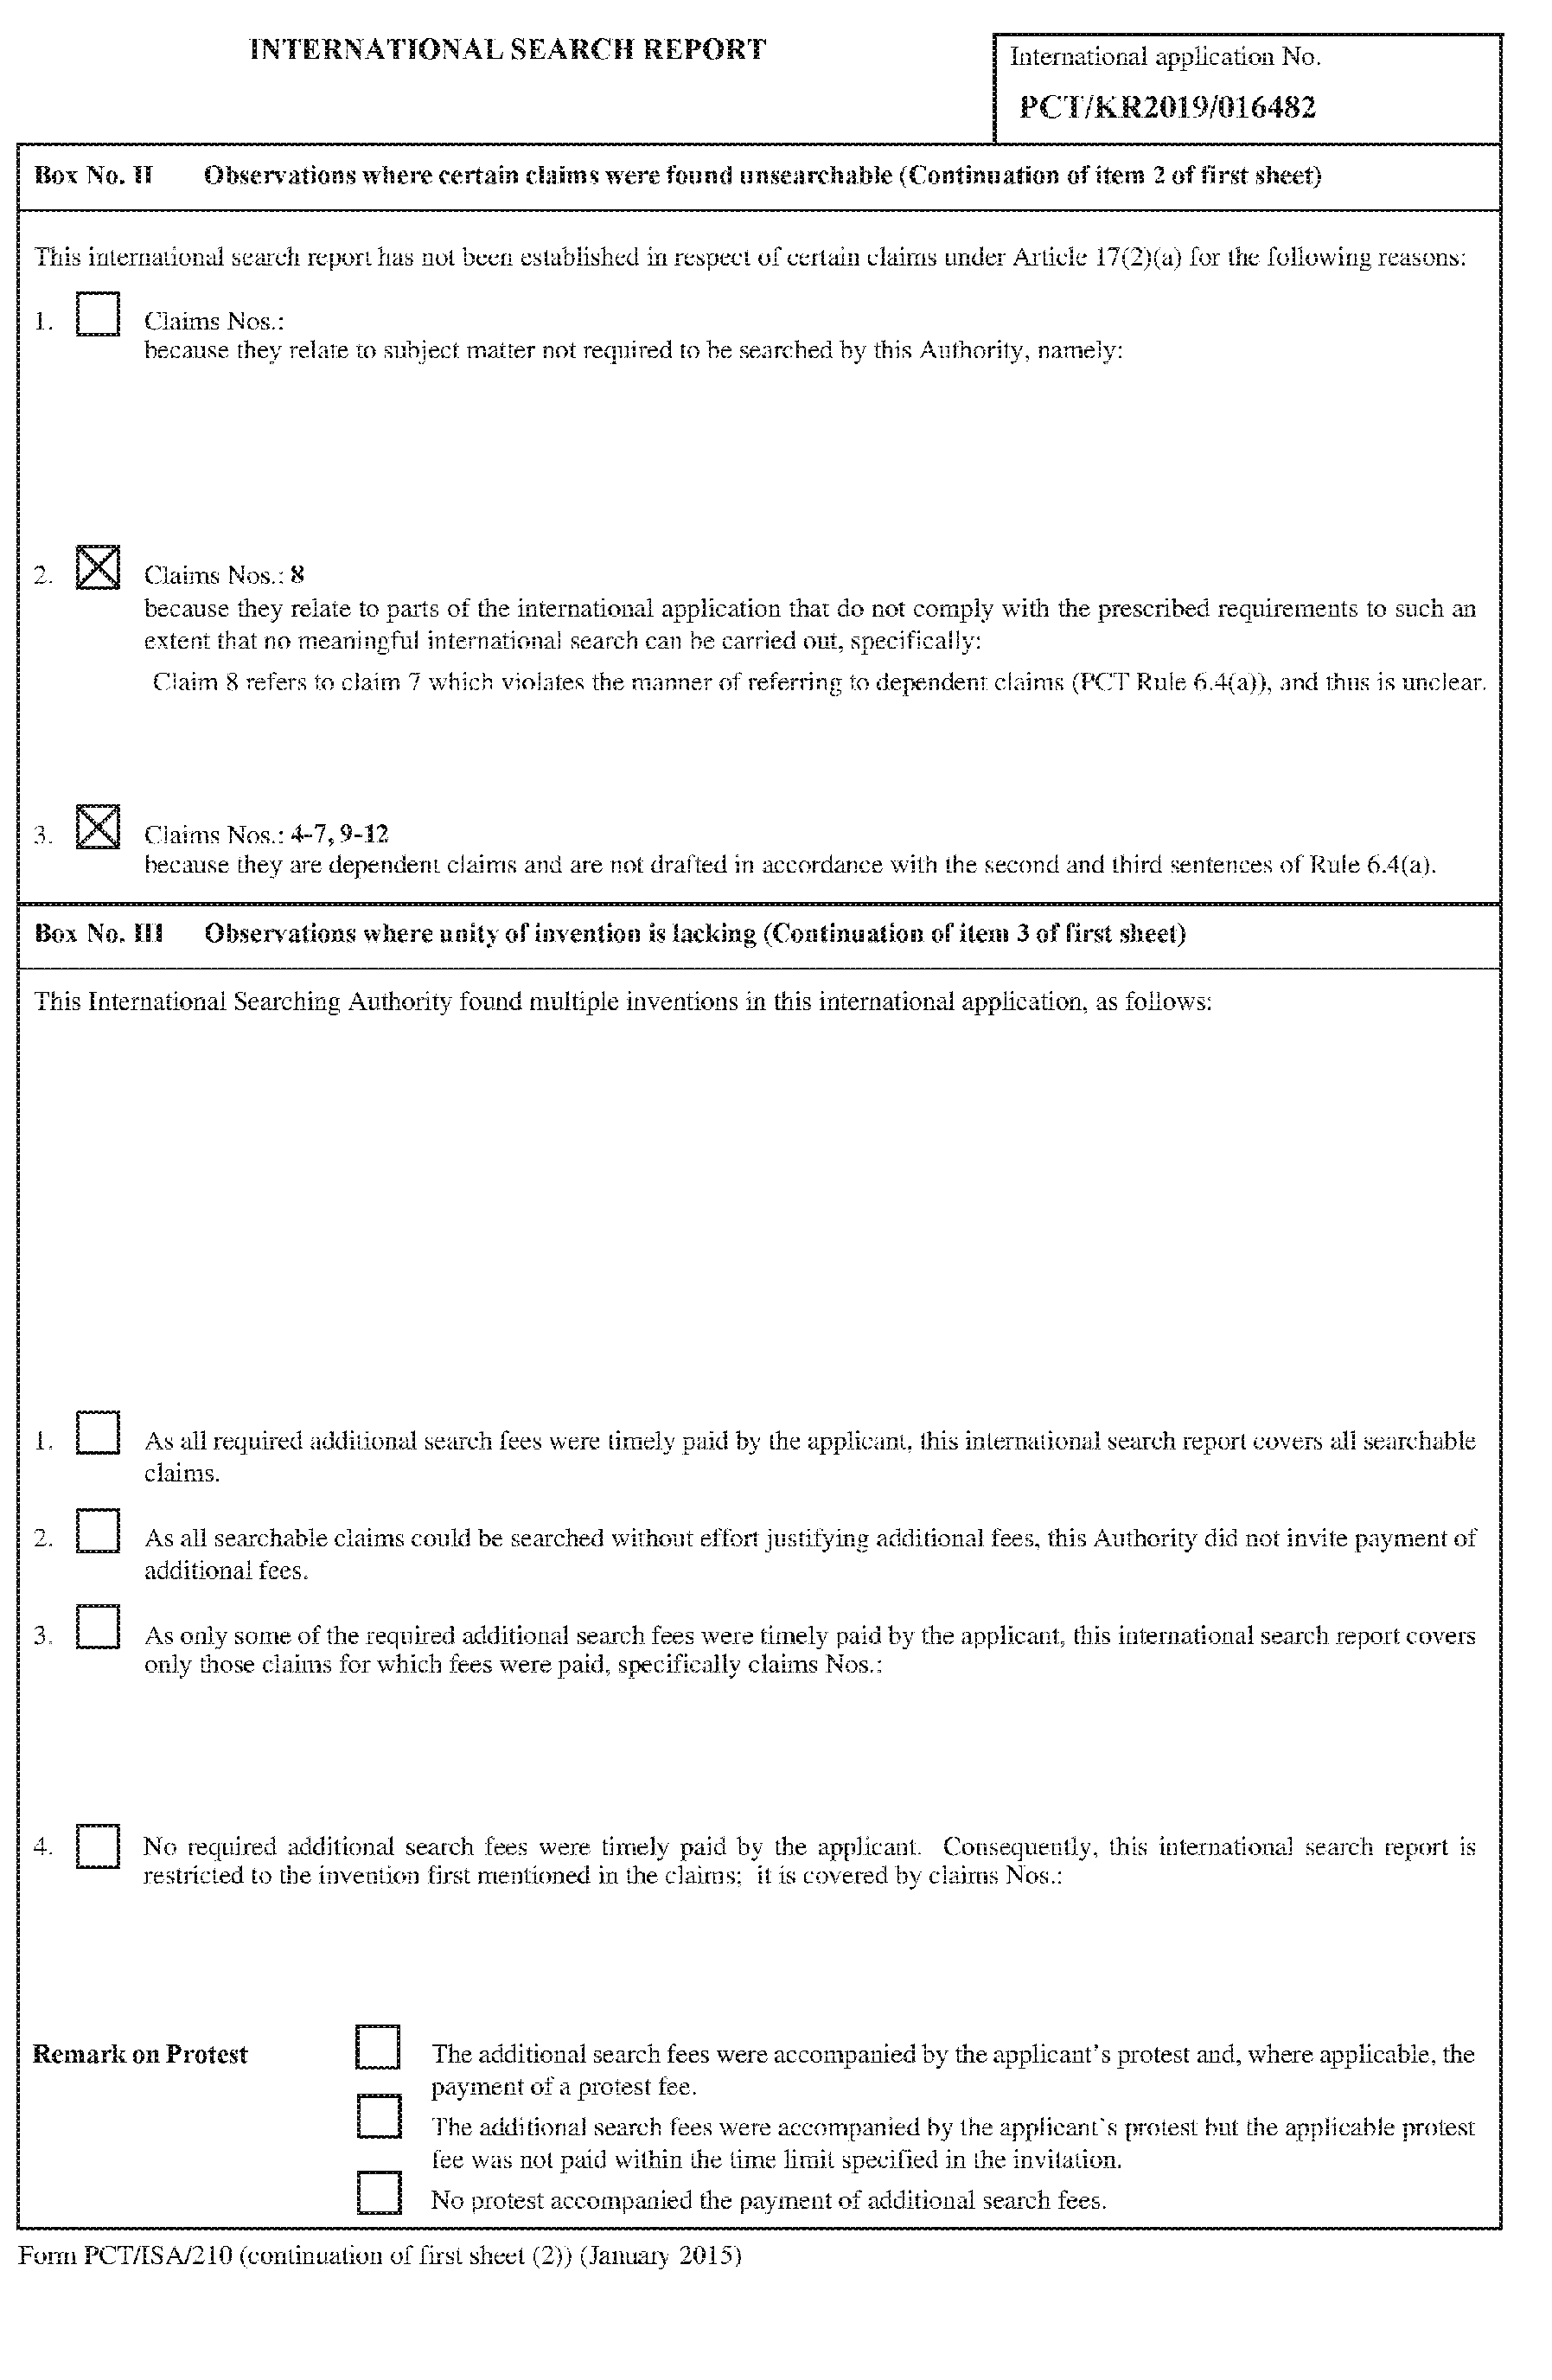 INTERNATIONAL SEARCH REPORT
International application No.
PCT/KR2019/016482
Box No. II Observations where certain claims were found unsearchable (Continuation of item 2 of first sheet)
This international search report has not been established in respect of certain claims under Article 17(2)(a) for the following reasons:
1. Claims Nos.:
because they relate to subject matter not required to be searched by this Authority, namely:
2. Claims Nos.: 8
because they relate to parts of the international application that do not comply with the prescribed requirements to such an
extent that no meaningful international search can be carried out, specifically:
Claim 8 refers to claim 7 which violates the manner of referring to dependent claims (PCT Rule 6.4(a)), and thus is unclear.
3. Claims Nos.: 4-7, 9-12
because they are dependent claims and are not drafted in accordance with the second and third sentences of Rule 6.4(a).
Box No. III Observations where unity of invention is lacking (Continuation of item 3 of first sheet)
This International Searching Authority found multiple inventions in this international application, as follows:
1. As all required additional search fees were timely paid by the applicant, this international search report covers all searchable
claims.
2. As all searchable claims could be searched without effort justifying additional fees, this Authority did not invite payment of
additional fees.
3. As only some of the required additional search fees were timely paid by the applicant, this international search report covers
only those claims for which fees were paid, specifically claims Nos.:
4. No required additional search fees were timely paid by the applicant. Consequently, this international search report is
restricted to the invention first mentioned in the claims; it is covered by claims Nos.:
Remark on Protest
The additional search fees were accompanied by the applicant's protest and, where applicable, the
payment of a protest fee.
The additional search fees were accompanied by the applicant's protest but the applicable protest
fee was not paid within the time limit specified in the invitation.
No protest accompanied the payment of additional search fees.
Form PCT/ISA/210 (continuation of first sheet (2)) (January 2015)